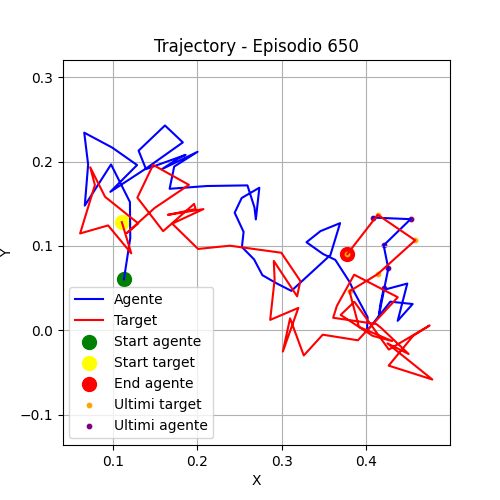 Trajectory - Episodio 650
0.3
0.2
0.1
0.0
−0.1
Y
0.1
0.2
0.3
0.4
X
Agente
Target
Start agente
Start target
End agente
Ultimi target
Ultimi agente